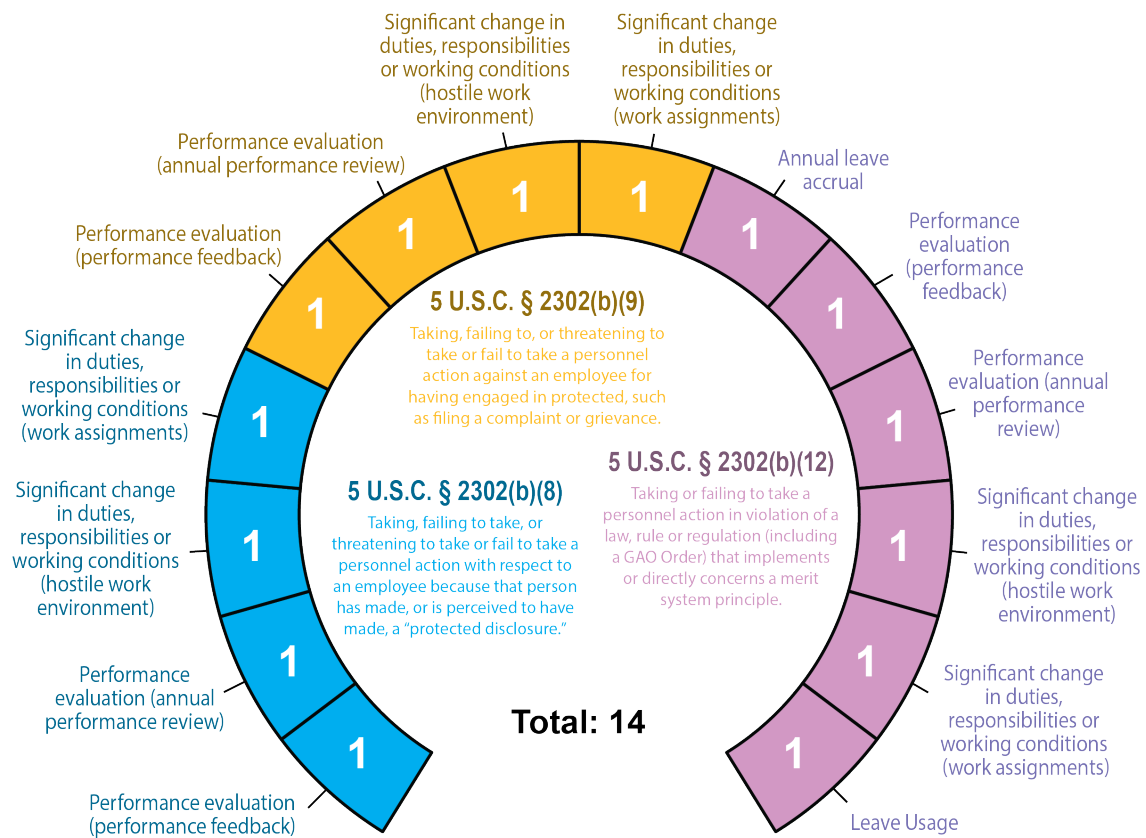 Significant change in
duties, responsibilities
or working conditions
(hostile work
environment)
Significant change
in duties,
responsibilities or
working conditions
(work assignments)
Performance evaluation
(annual performance review)
Annual leave
accrual
Performance evaluation
(performance feedback)
Performance
evaluation
(performance
feedback)
1
1
1
1
1
1
1
1
1
1
1
1
1
1
5 U.S.C. § 2302(b)(9)
Taking, failing to, or threatening to
take or fail to take a personnel
action against an employee for
having engaged in protected, such
as filing a complaint or grievance.
Significant change
in duties,
responsibilities or
working conditions
(work assignments)
Performance
evaluation (annual
performance
review)
5 U.S.C. § 2302(b)(12)
Taking or failing to take a
personnel action in violation of a
law, rule or regulation (including
a GAO Order) that implements
or directly concerns a merit
system principle.
5 U.S.C. § 2302(b)(8)
Taking, failing to take, or
threatening to take or fail to take a
personnel action with respect to
an employee because that person
has made, or is perceived to have
made, a “protected disclosure.”
Significant change
in duties,
responsibilities or
working conditions
(hostile work
environment)
Significant change
in duties,
responsibilities or
working conditions
(hostile work
environment)
Performance
evaluation (annual
performance review)
Significant change
in duties,
responsibilities or
working conditions
(work assignments)
Total: 14
Performance evaluation
(performance feedback)
Leave Usage